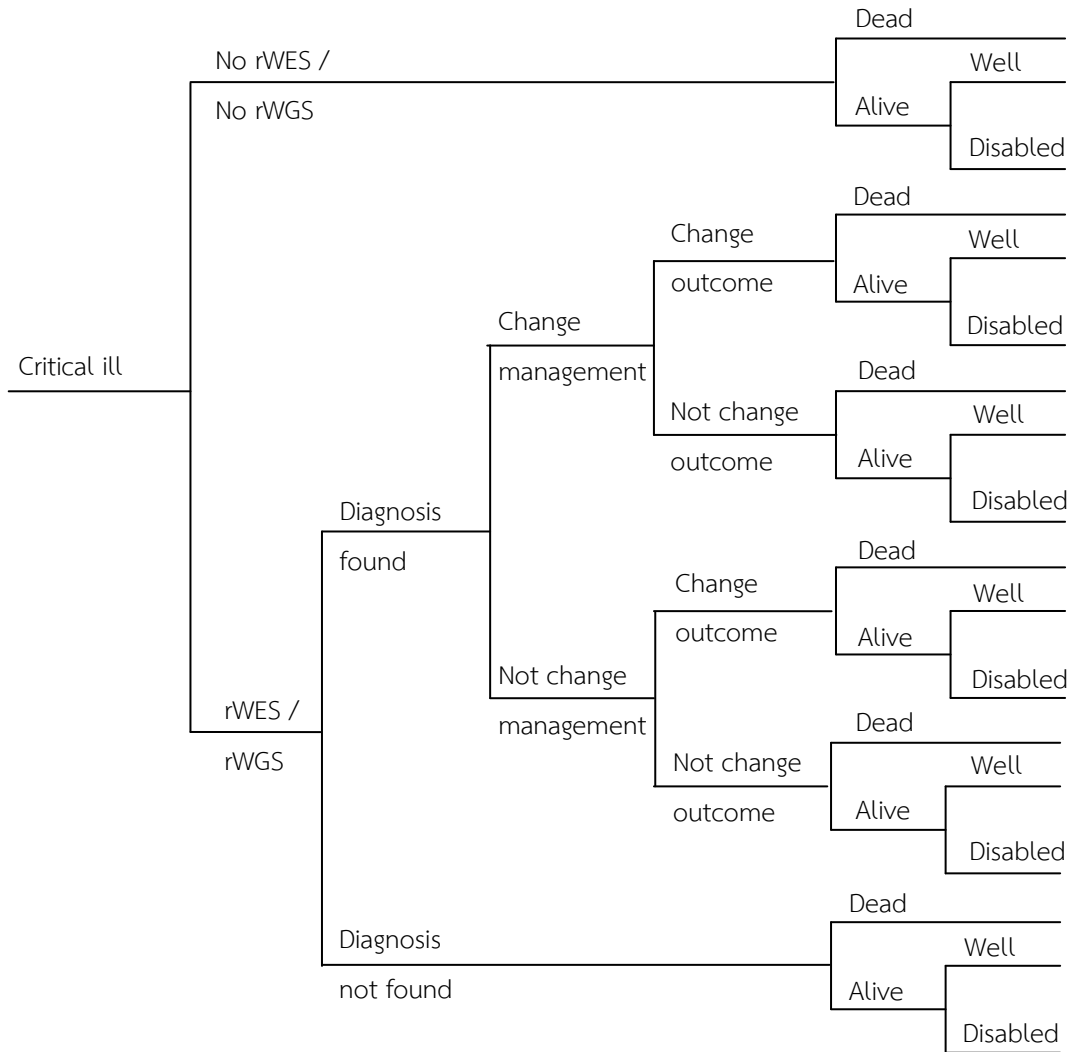 Dead
No rWES /
Well
No rWGS
Alive
Disabled
Dead
Change
Well
outcome
Alive
Change
Disabled
Critical ill
management
Dead
Not change
Well
outcome
Alive
Disabled
Diagnosis
found
Dead
Change
Well
outcome
Alive
Not change
Disabled
rWES /
management
Dead
rWGS
Not change
Well
outcome
Alive
Disabled
Dead
Diagnosis
Well
not found
Alive
Disabled